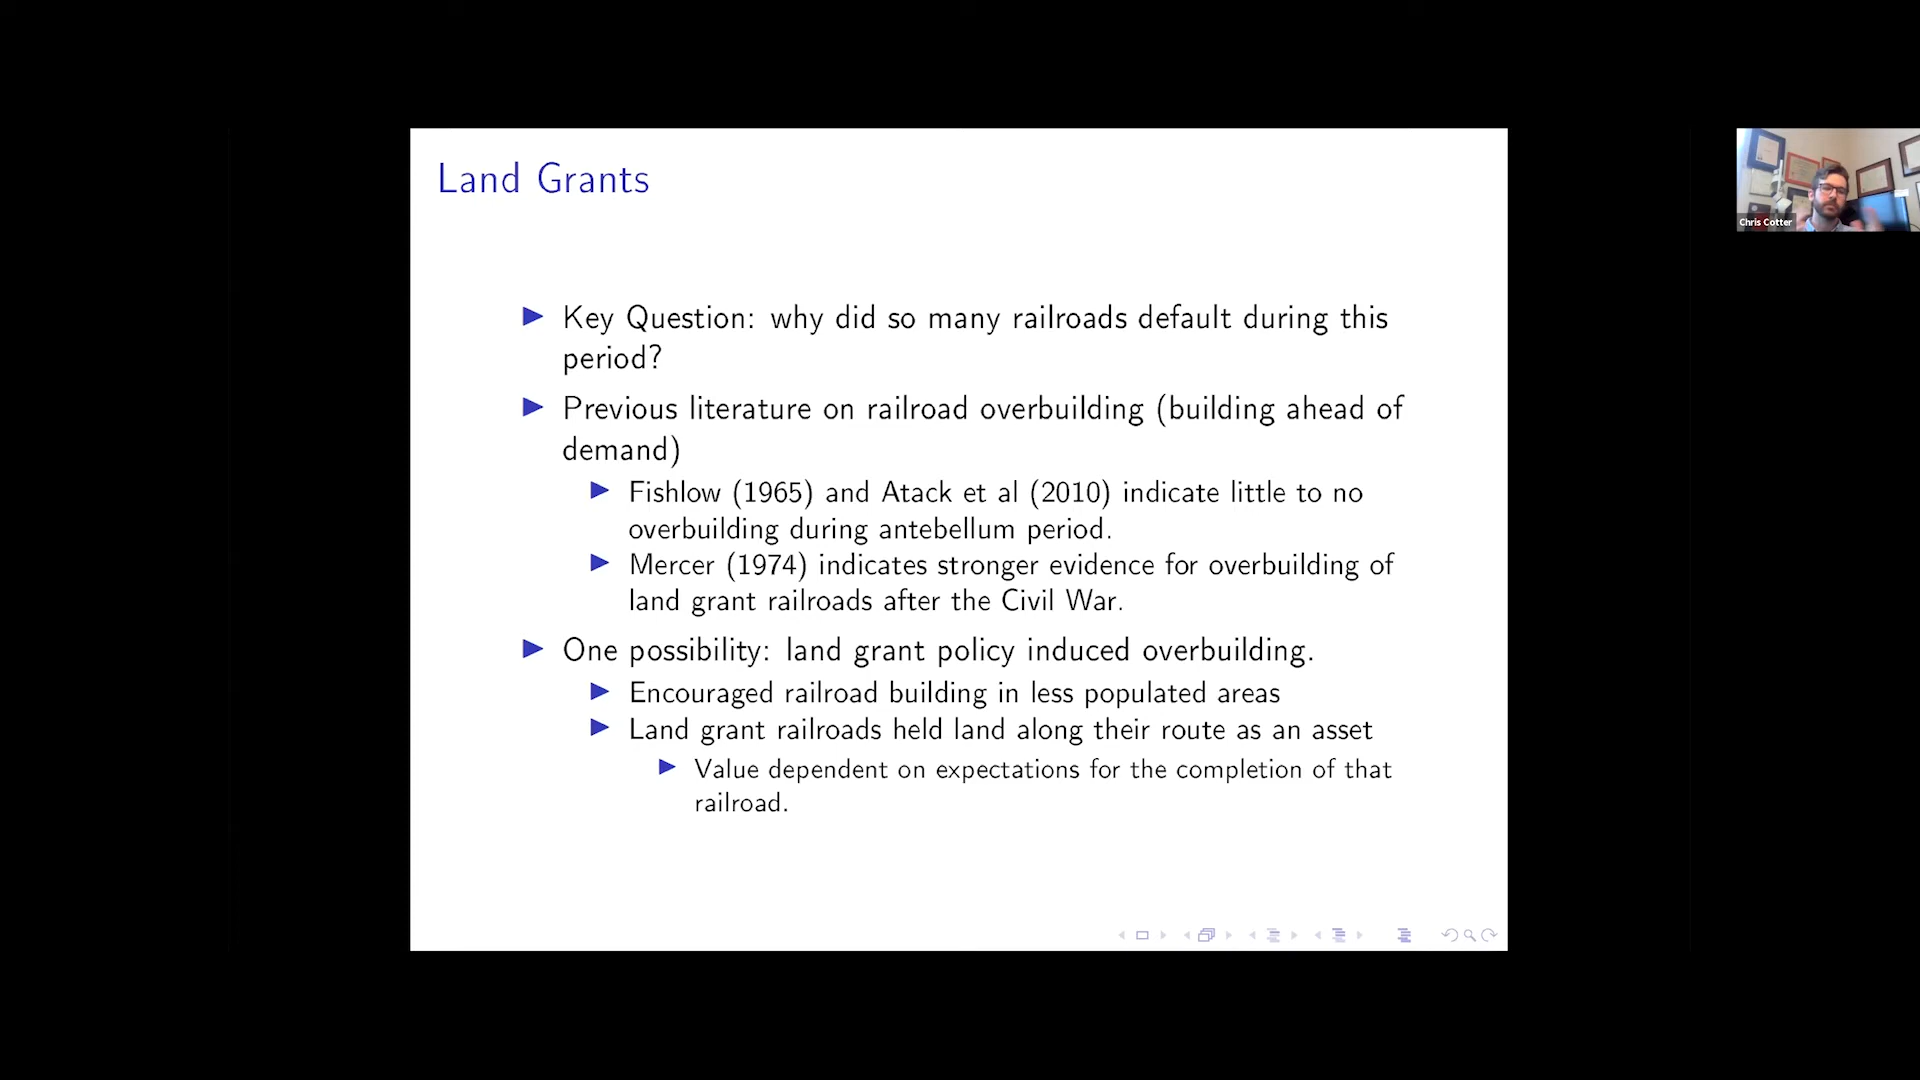 Land Grants
Key Question: why did so many railroads default during this
period?
Previous literature on railroad overbuilding (building ahead of
demand)
Fishlow (1965) and Atack et al (2010) indicate little to no
overbuilding during antebellum period.
Mercer (1974) indicates stronger evidence for overbuilding of
land grant railroads after the Civil War.
One possibility: land grant policy induced overbuilding.
Encouraged railroad building in less populated areas
Land grant railroads held land along their route as an asset
Value dependent on expectations for the completion of that
railroad.
Chris Cotter